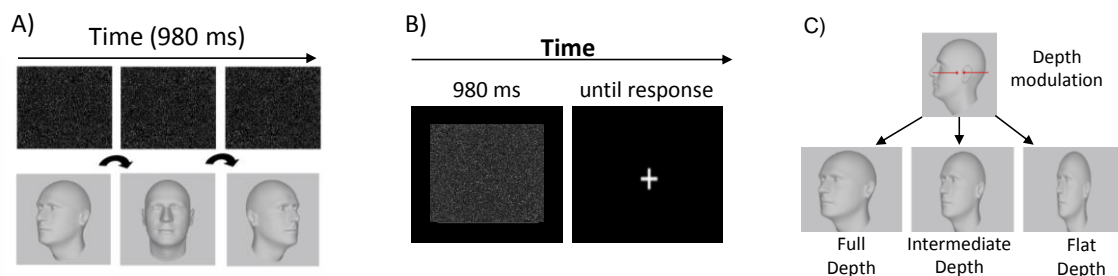 A)
Time (980 ms)
B)
Time
980 ms
until response
C)
Depth
modulation
Full
Depth
Intermediate
Depth
Flat
Depth